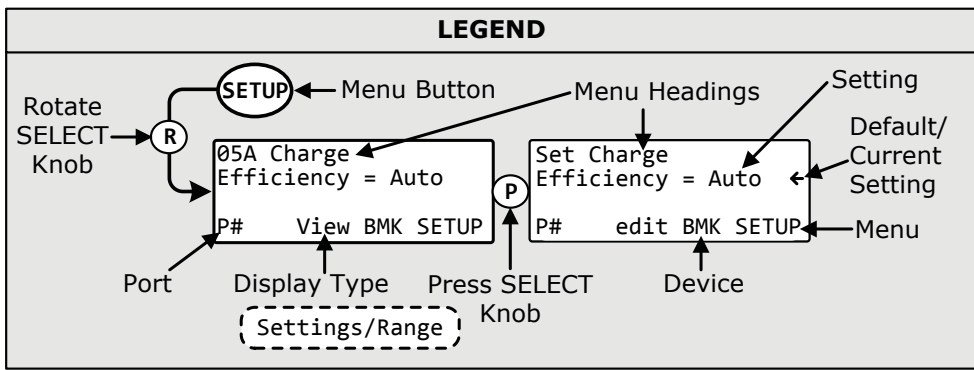 LEGEND
SETUP
Menu Button
Menu Headings
Setting
Rotate
SELECT
Knob
R
Default/
Current
Setting
05A Charge
Efficiency = Auto
P# View BMK SETUP
P
Set Charge
Efficiency = Auto ←
P# edit BMK SETUP
Menu
Port
Display Type
Press SELECT
Knob
Device
Settings/Range